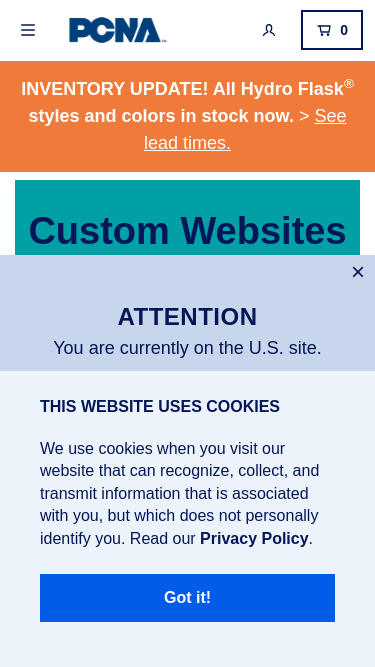 PCNA
0
INVENTORY UPDATE! All Hydro Flask®
styles and colors in stock now. > See
lead times.
Custom Websites
×
ATTENTION
You are currently on the U.S. site.
THIS WEBSITE USES COOKIES
We use cookies when you visit our
website that can recognize, collect, and
transmit information that is associated
with you, but which does not personally
identify you. Read our Privacy Policy.
Got it!